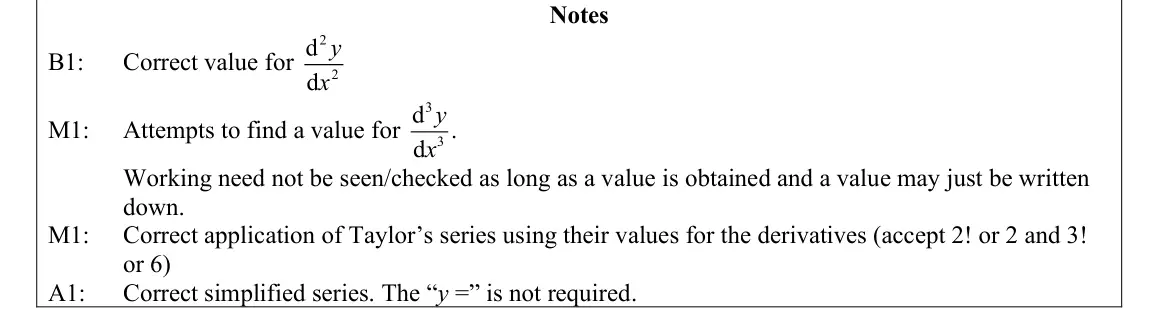 Notes
B1: Correct value for d²y/dx²
M1: Attempts to find a value for d³y/dx³.
Working need not be seen/checked as long as a value is obtained and a value may just be written
down.
M1: Correct application of Taylor’s series using their values for the derivatives (accept 2! or 2 and 3!
or 6)
A1: Correct simplified series. The “y =” is not required.